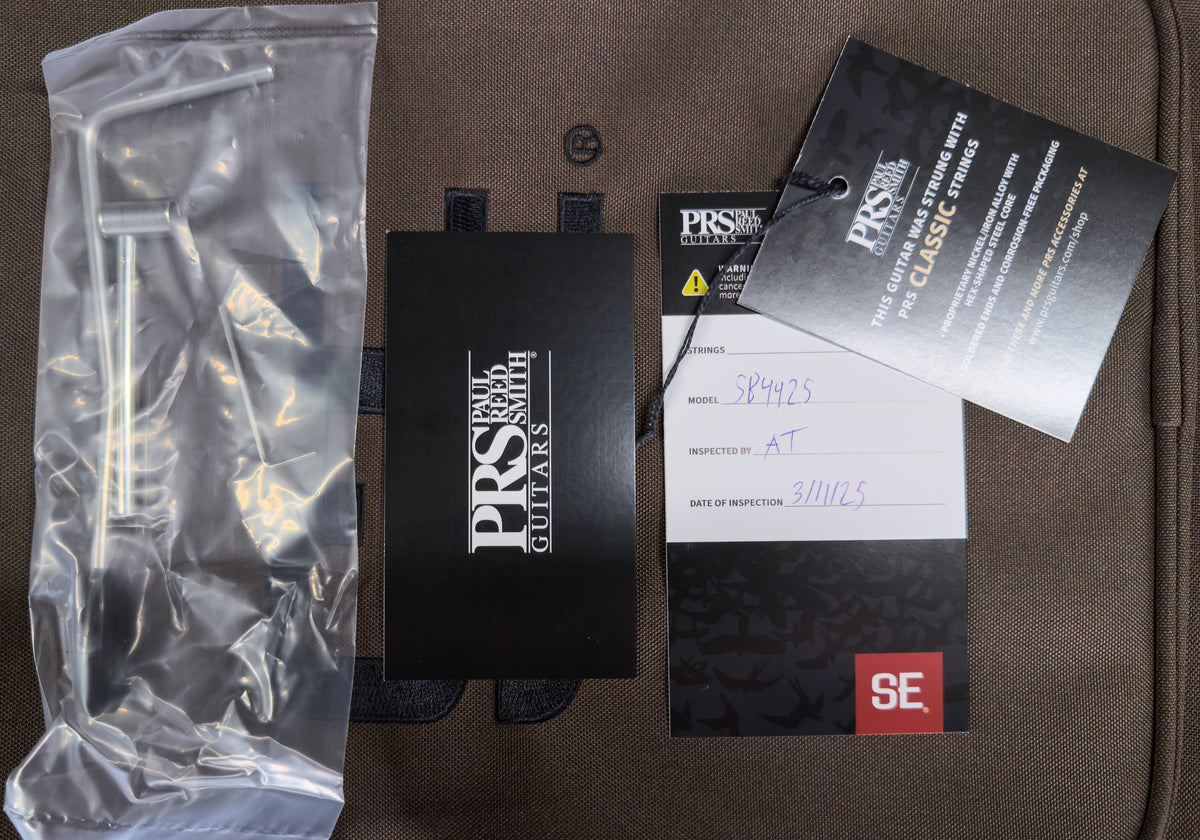 ®
PRS PAUL REED SMITH®
GUITARS
PRS PAUL REED SMITH
GUITARS
WARNI
includi
cance
more
STRINGS
MODEL SB4425
INSPECTED BY AT
DATE OF INSPECTION 3/11/25
SE®
PRS PAUL REED SMITH
GUITARS
THIS GUITAR WAS STRUNG WITH
PRS CLASSIC STRINGS
• PROPRIETARY NICKEL/IRON ALLOY WITH
HEX-SHAPED STEEL CORE
COLORED ENDS AND CORROSION-FREE PACKAGING
THESE AND MORE PRS ACCESSORIES AT
www.prsguitars.com/shop